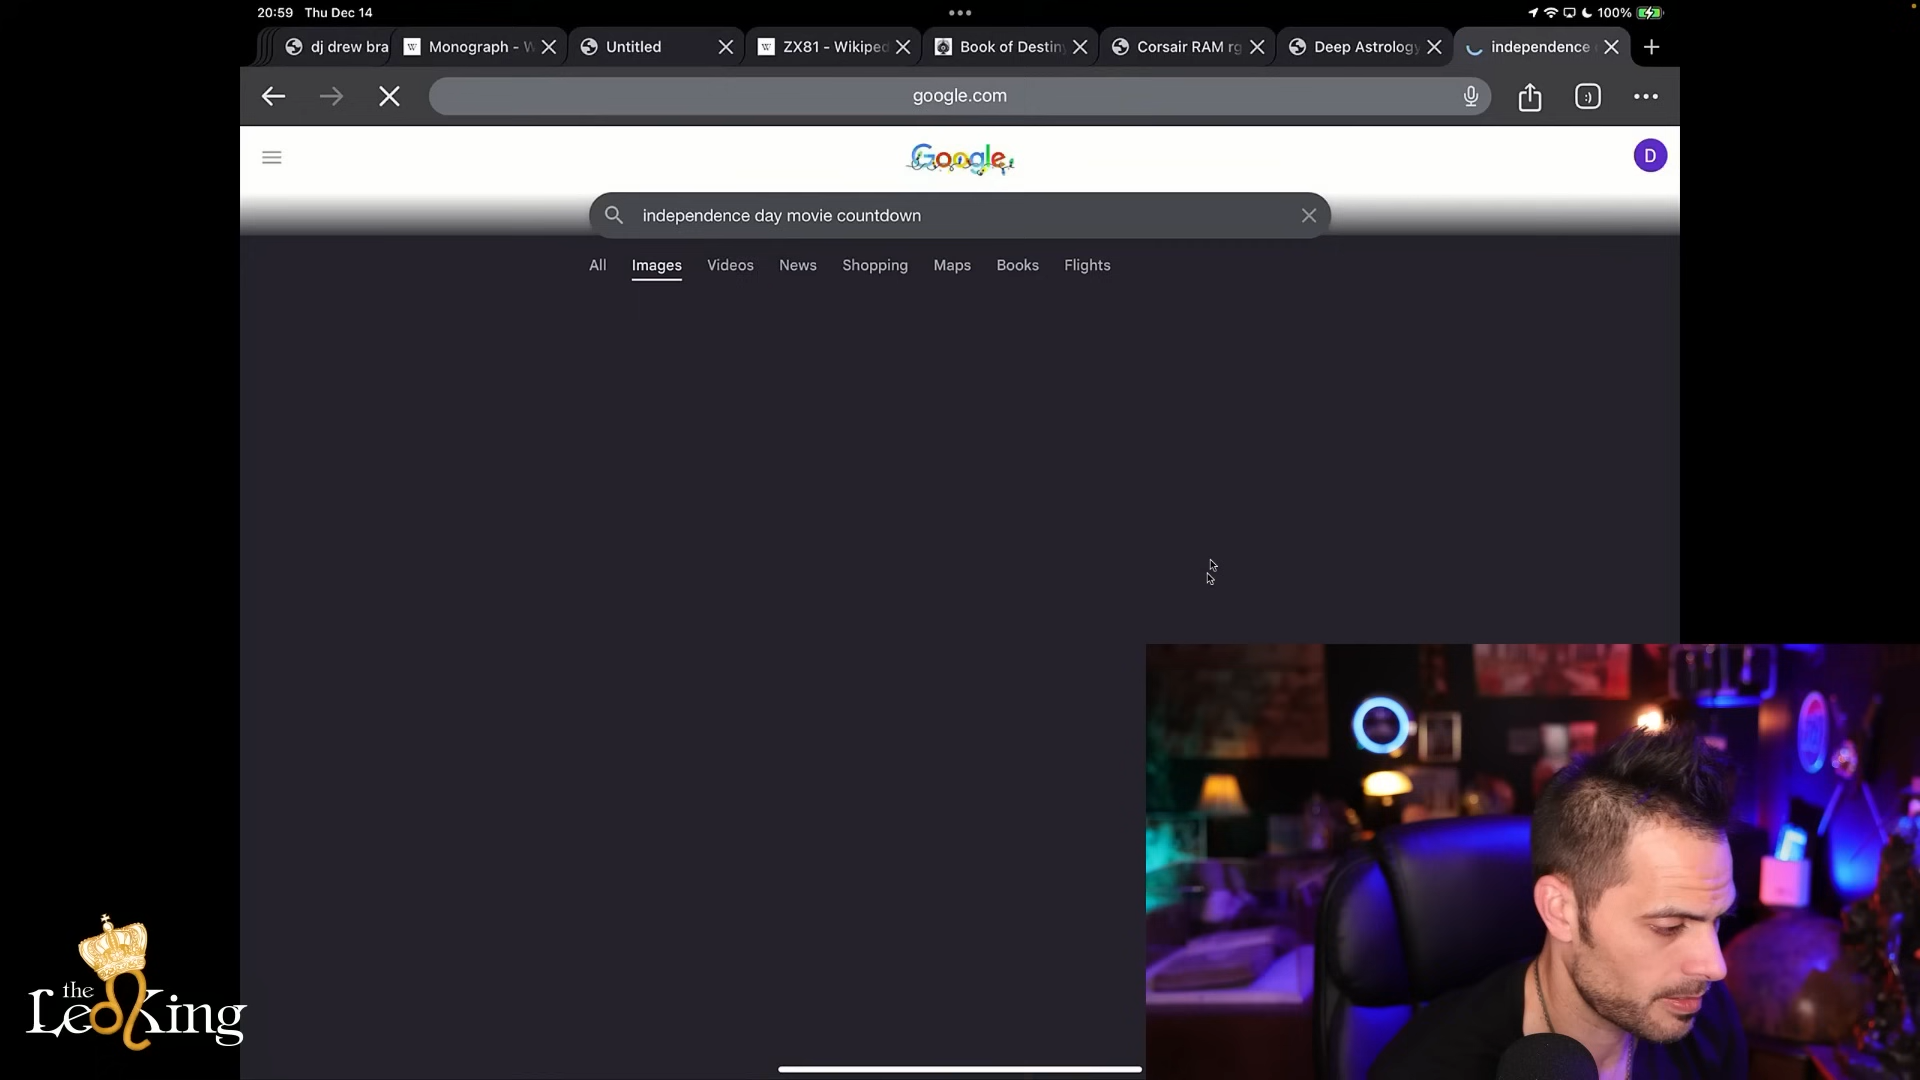 20:59 Thu Dec 14
100%
dj drew bra
Monograph - W
Untitled
ZX81 - Wikiped
Book of Destin
Corsair RAM rg
Deep Astrology
independence
google.com
Google
D
independence day movie countdown
All Images Videos News Shopping Maps Books Flights
the
Leo King